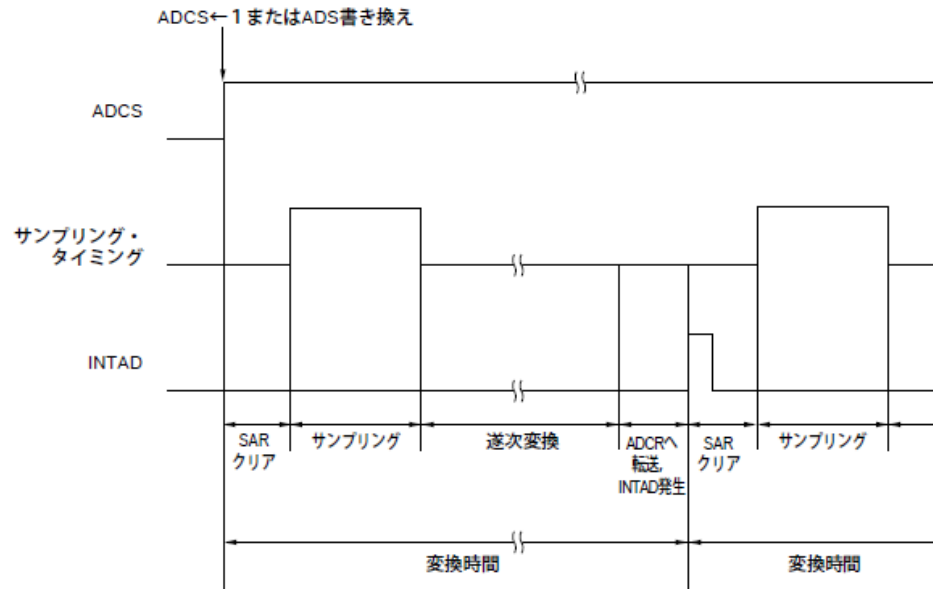 ADCS←1 またはADS書き換え
ADCS
サンプリング・
タイミング
INTAD
SAR
クリア
サンプリング
逐次変換
ADCRへ
転送,
INTAD発生
SAR
クリア
サンプリング
変換時間
変換時間